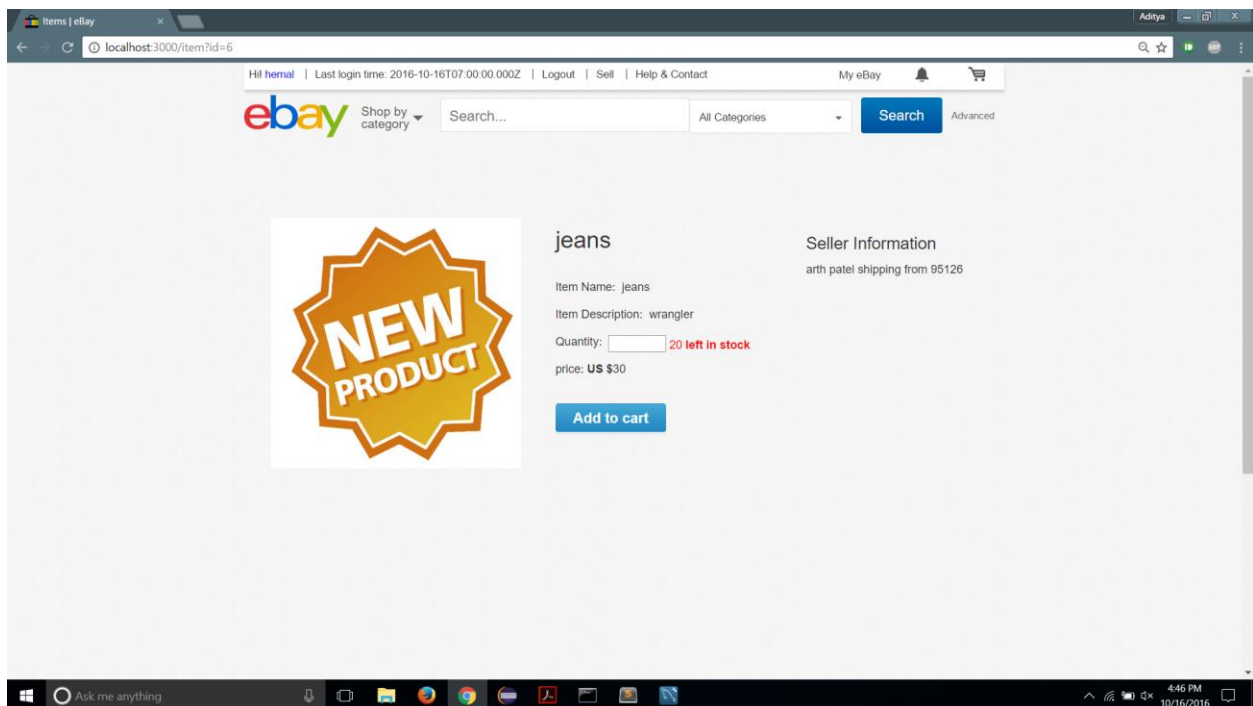 Items | eBay
Aditya
localhost:3000/item?id=6
Hi! hemal | Last login time: 2016-10-16T07:00:00.000Z | Logout | Sell | Help & Contact My eBay
ebay Shop by category Search... All Categories Search Advanced
NEW
PRODUCT
jeans
Item Name: jeans
Item Description: wrangler
Quantity: 20 left in stock
price: US $30
Add to cart
Seller Information
arth patel shipping from 95126
Ask me anything
4:46 PM
10/16/2016